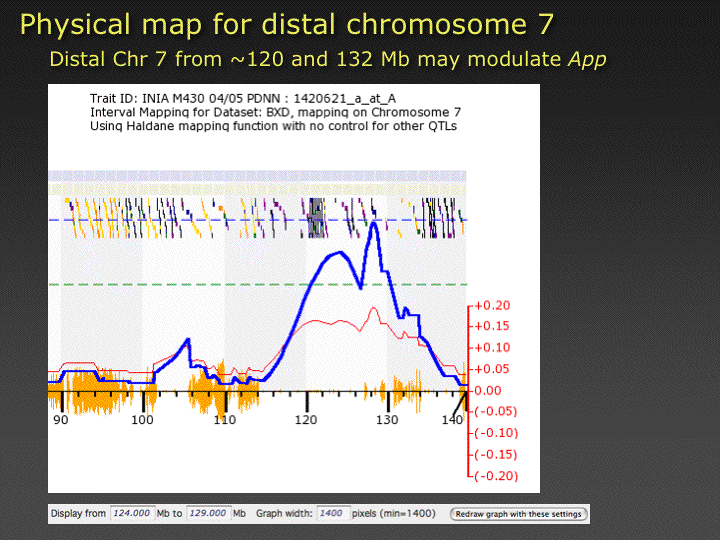 Physical map for distal chromosome 7
Distal Chr 7 from ~120 and 132 Mb may modulate App
Trait ID: INIA M430 04/05 PDNN : 1420621_a_at_A
Interval Mapping for Dataset: BXD, mapping on Chromosome 7
Using Haldane mapping function with no control for other QTLs
+0.20
+0.15
+0.10
+0.05
0.00
(-0.05)
(-0.10)
(-0.15)
(-0.20)
90 100 110 120 130 140
Display from 124.000 Mb to 129.000 Mb Graph width: 1400 pixels (min=1400) Redraw graph with these settings